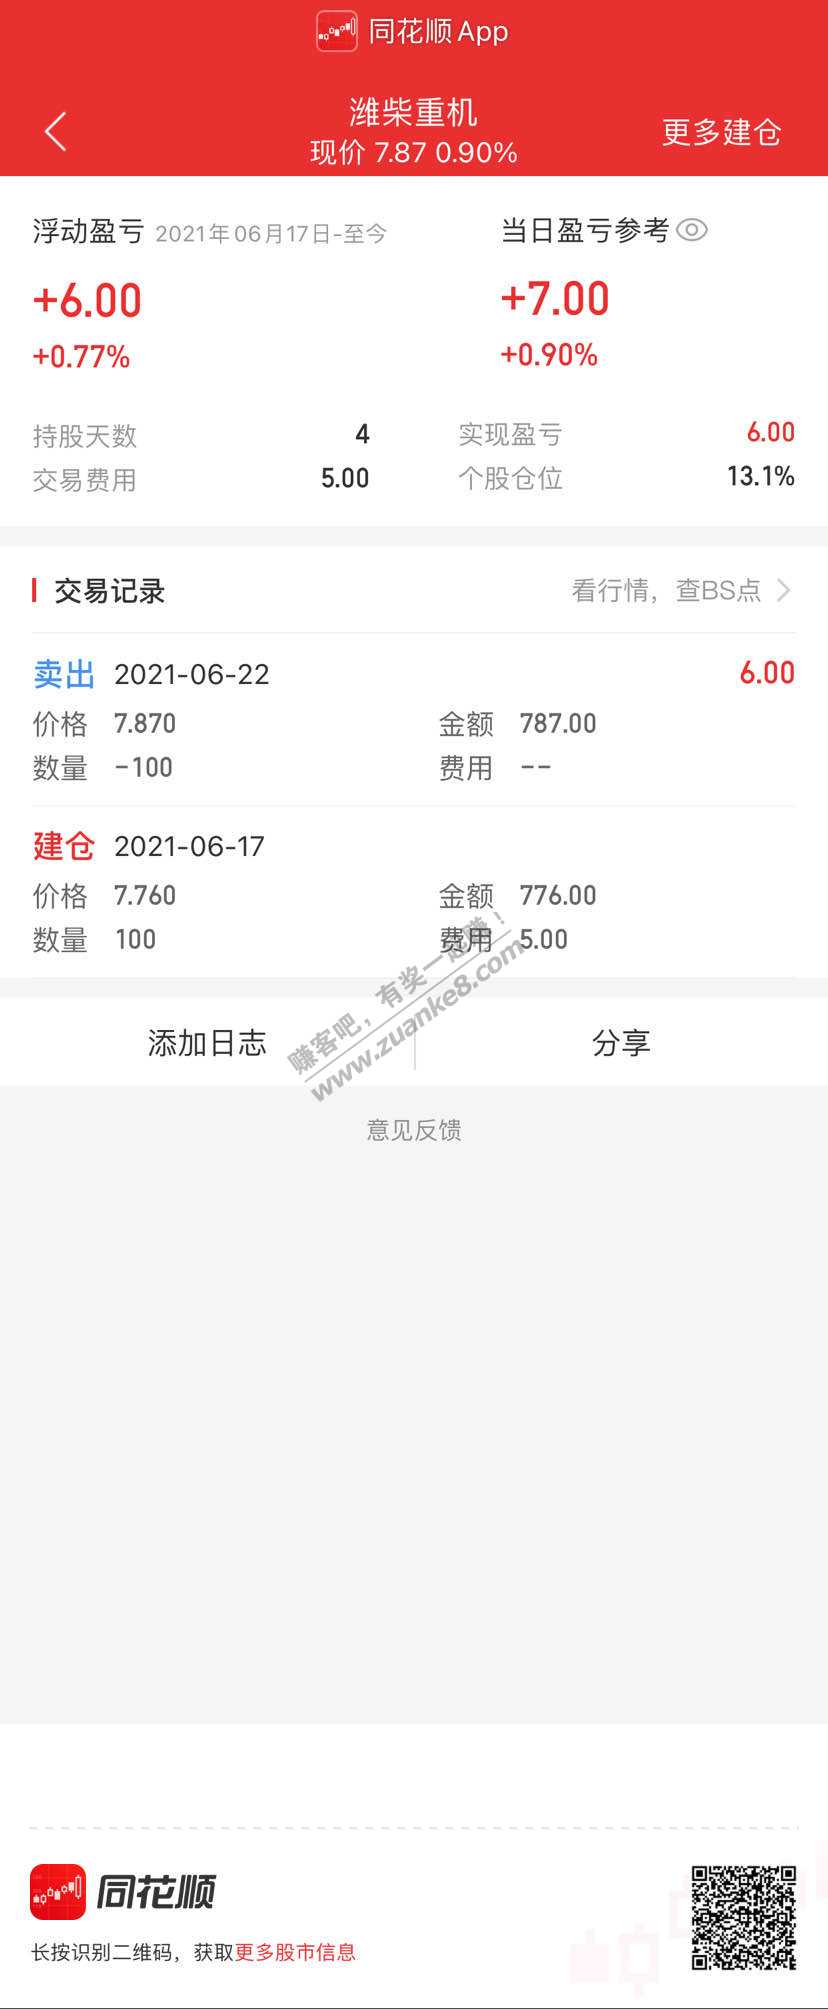 同花顺App
潍柴重机
现价 7.87 0.90%
更多建仓
浮动盈亏 2021年06月17日-至今
当日盈亏参考
+6.00
+7.00
+0.77%
+0.90%
持股天数 4
实现盈亏 6.00
交易费用 5.00
个股仓位 13.1%
交易记录
看行情，查BS点
卖出 2021-06-22 6.00
价格 7.870 金额 787.00
数量 -100 费用 --
建仓 2021-06-17
价格 7.760 金额 776.00
数量 100 费用 5.00
赚客吧，有奖一起赚！
www.zuanke8.com
添加日志
分享
意见反馈
同花顺
长按识别二维码，获取更多股市信息